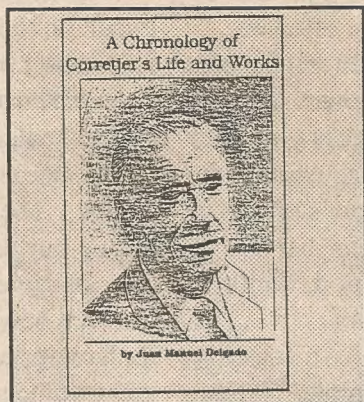 A Chronology of
Corretjer's Life and Works
by Juan Manuel Delgado